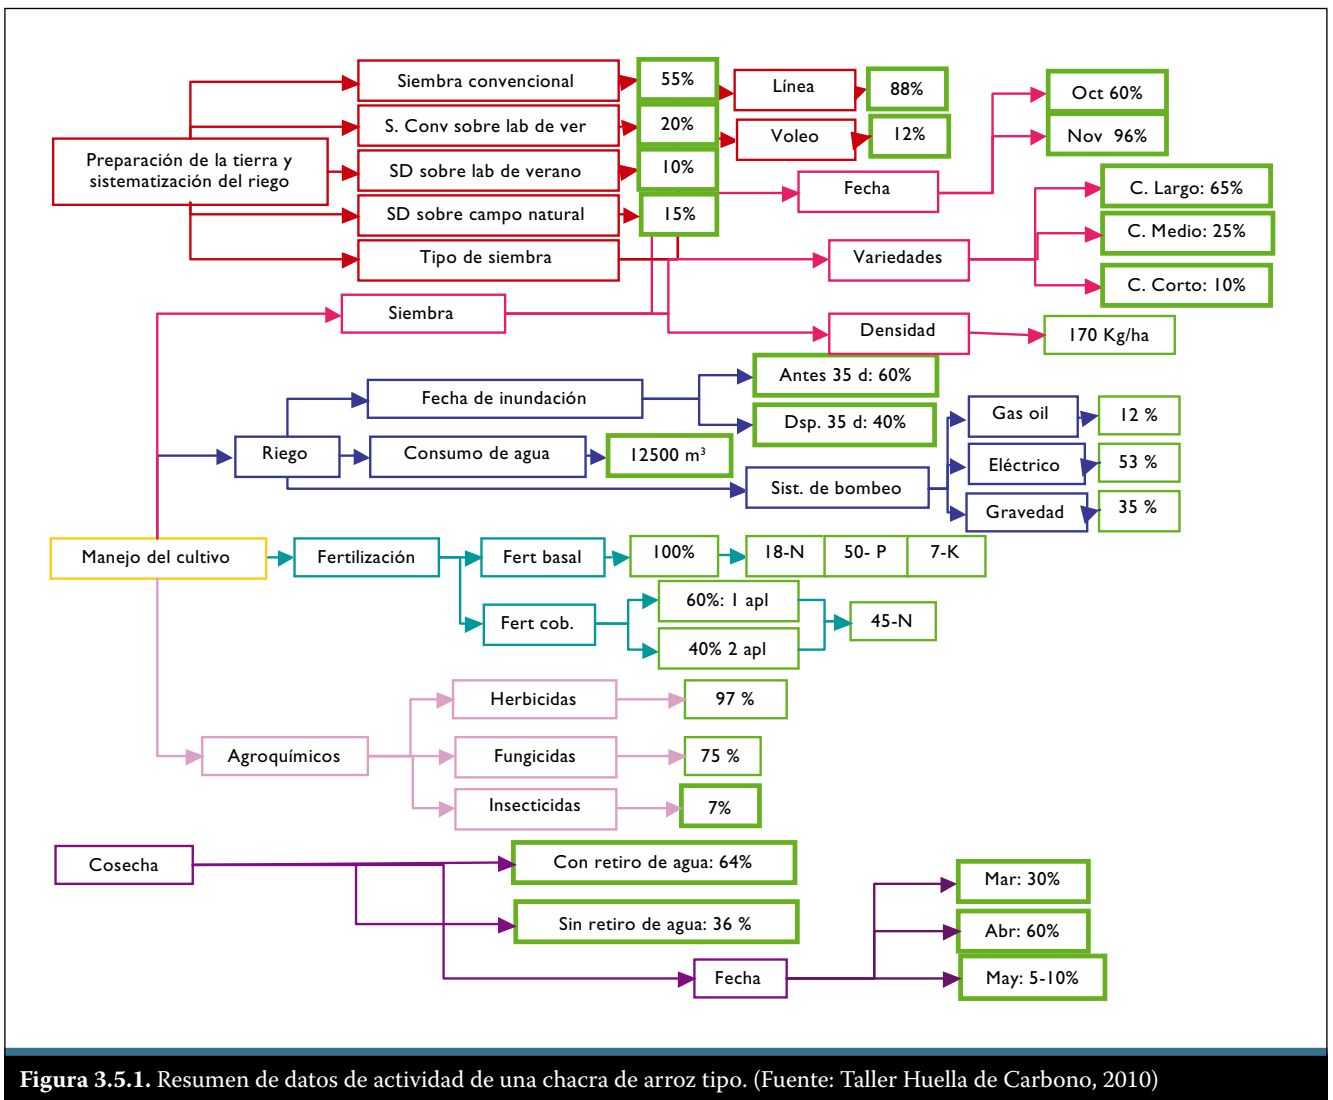 Preparación de la tierra y
sistematización del riego
Siembra convencional
55%
S. Conv sobre lab de ver
20%
SD sobre lab de verano
10%
SD sobre campo natural
15%
Tipo de siembra
Línea
88%
Voleo
12%
Siembra
Fecha
Oct 60%
Nov 96%
Variedades
C. Largo: 65%
C. Medio: 25%
C. Corto: 10%
Densidad
170 Kg/ha
Riego
Fecha de inundación
Antes 35 d: 60%
Dsp. 35 d: 40%
Consumo de agua
12500 m³
Sist. de bombeo
Gas oil
12 %
Eléctrico
53 %
Gravedad
35 %
Manejo del cultivo
Fertilización
Fert basal
100%
18-N
50- P
7-K
Fert cob.
60%: 1 apl
40% 2 apl
45-N
Agroquímicos
Herbicidas
97 %
Fungicidas
75 %
Insecticidas
7%
Cosecha
Con retiro de agua: 64%
Sin retiro de agua: 36 %
Fecha
Mar: 30%
Abr: 60%
May: 5-10%
Figura 3.5.1. Resumen de datos de actividad de una chacra de arroz tipo. (Fuente: Taller Huella de Carbono, 2010)